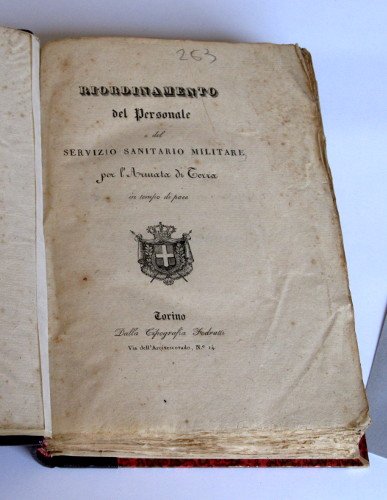 263
RIORDINAMENTO
del Personale
e del
SERVIZIO SANITARIO MILITARE
per l'Armata di Terra
in tempo di pace
Torino
Dalla Tipografia Fodratti
Via dell'Arcivescovado, N.º 14